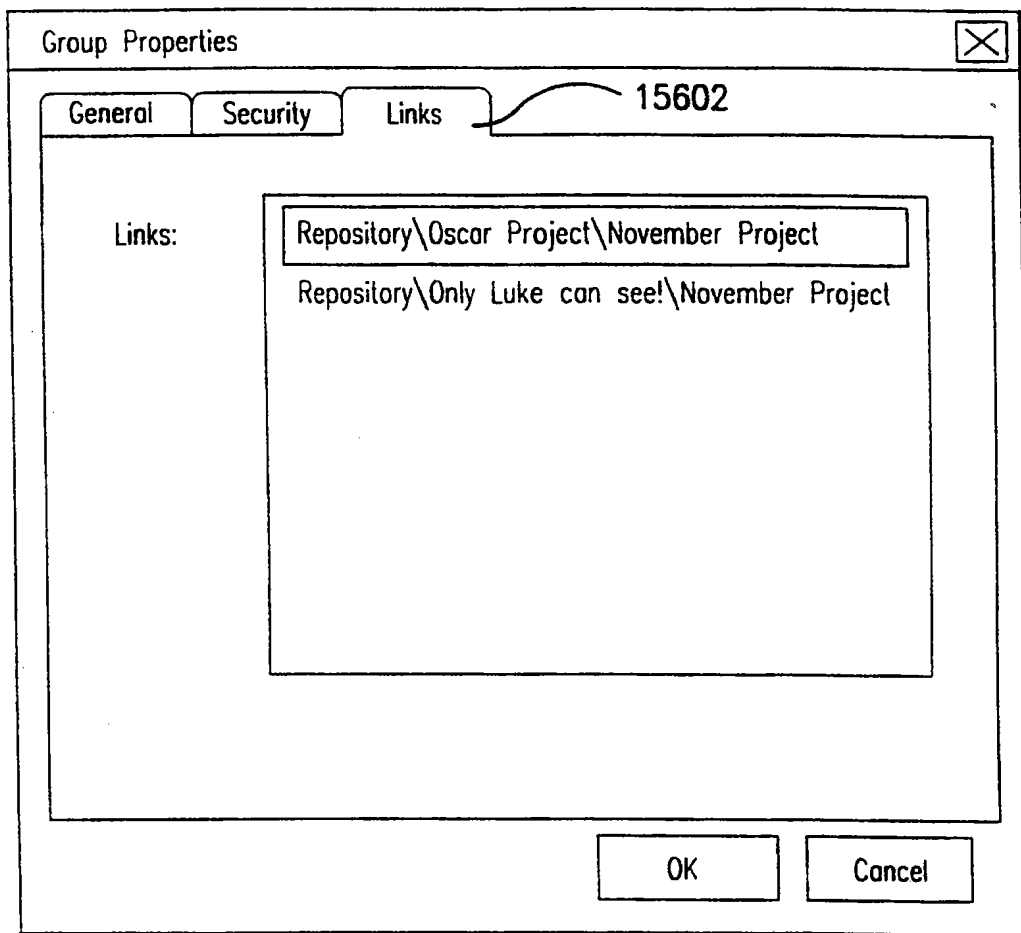 Group Properties
General Security Links 15602
Links:
Repository\Oscar Project\November Project
Repository\Only Luke can see!\November Project
OK Cancel